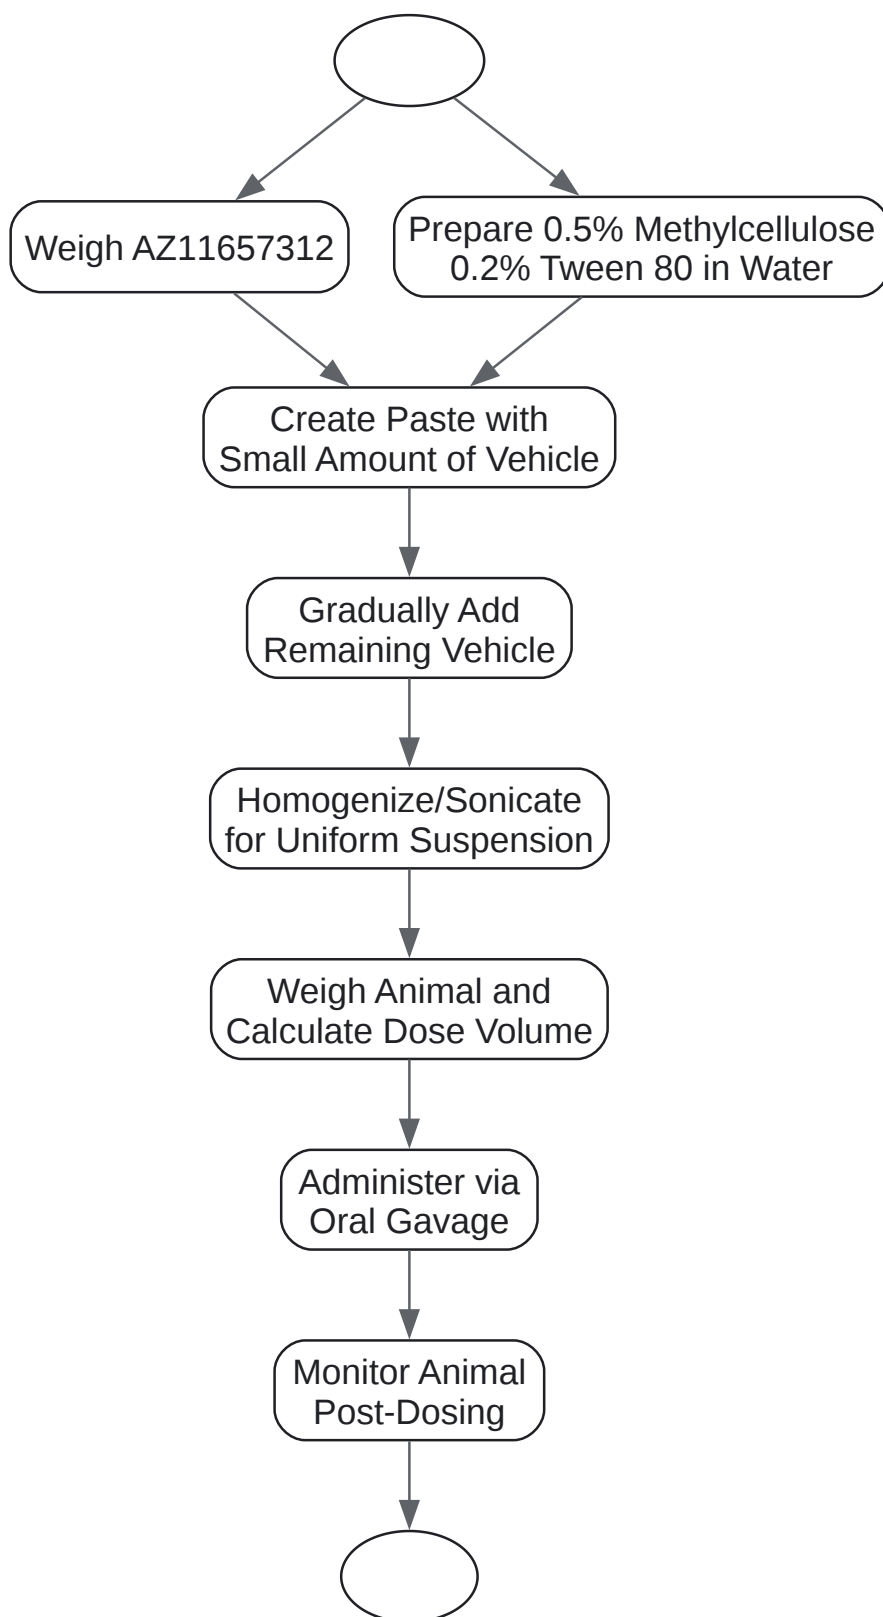 Weigh AZ11657312
Prepare 0.5% Methylcellulose
0.2% Tween 80 in Water
Create Paste with
Small Amount of Vehicle
Gradually Add
Remaining Vehicle
Homogenize/Sonicate
for Uniform Suspension
Weigh Animal and
Calculate Dose Volume
Administer via
Oral Gavage
Monitor Animal
Post-Dosing